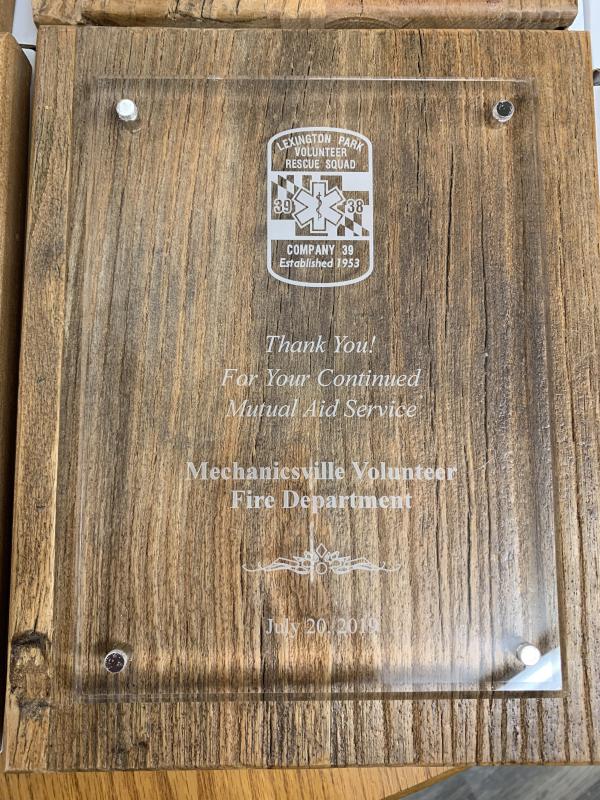 LEXINGTON PARK
VOLUNTEER
RESCUE SQUAD
39 38
COMPANY 39
Established 1953
Thank You!
For Your Continued
Mutual Aid Service
Mechanicsville Volunteer
Fire Department
July 20, 2019